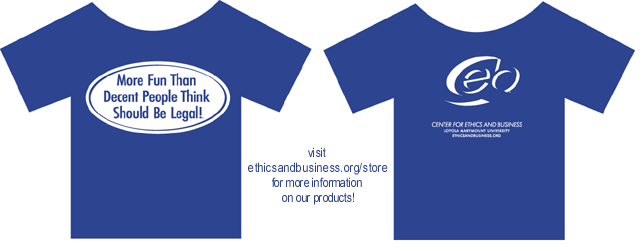 More Fun Than
Decent People Think
Should Be Legal!
visit
ethicsandbusiness.org/store
for more information
on our products!
ceb
CENTER FOR ETHICS AND BUSINESS
LOYOLA MARYMOUNT UNIVERSITY
ETHICSANDBUSINESS.ORG